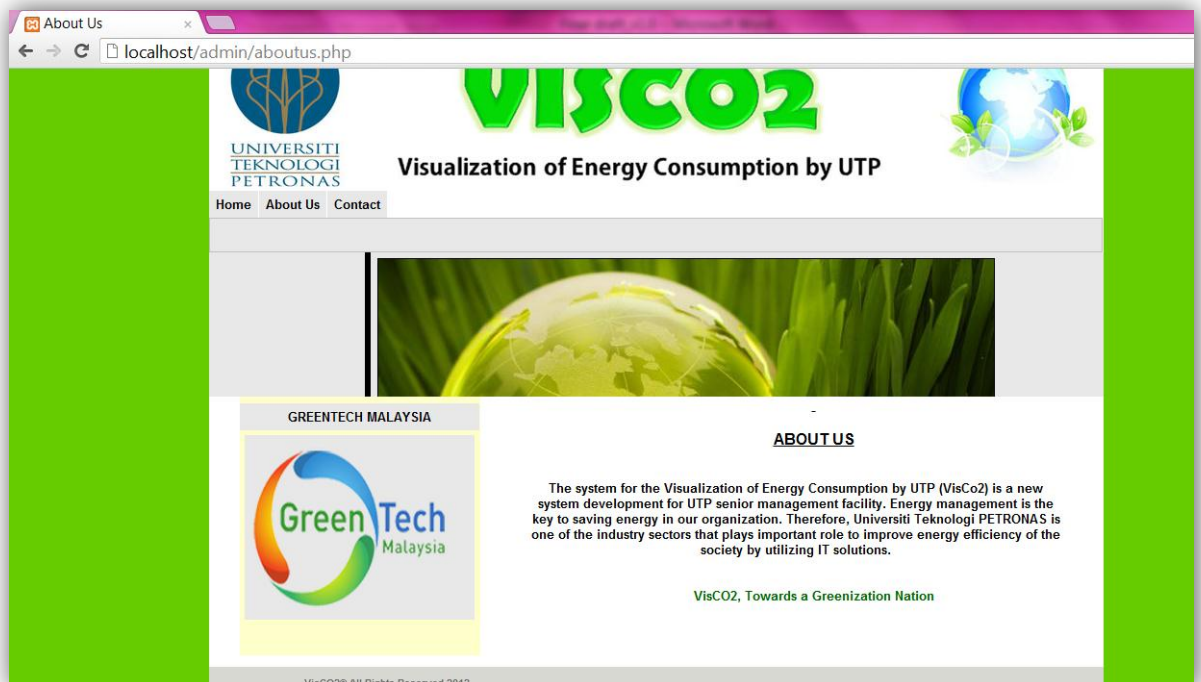 About Us
localhost/admin/aboutus.php
VISCO2
UNIVERSITI
TEKNOLOGI
PETRONAS
Visualization of Energy Consumption by UTP
Home About Us Contact
GREENTECH MALAYSIA
GreenTech
Malaysia
-
ABOUT US
The system for the Visualization of Energy Consumption by UTP (VisCo2) is a new
system development for UTP senior management facility. Energy management is the
key to saving energy in our organization. Therefore, Universiti Teknologi PETRONAS is
one of the industry sectors that plays important role to improve energy efficiency of the
society by utilizing IT solutions.
VisCO2, Towards a Greenization Nation
All Rights Reserved